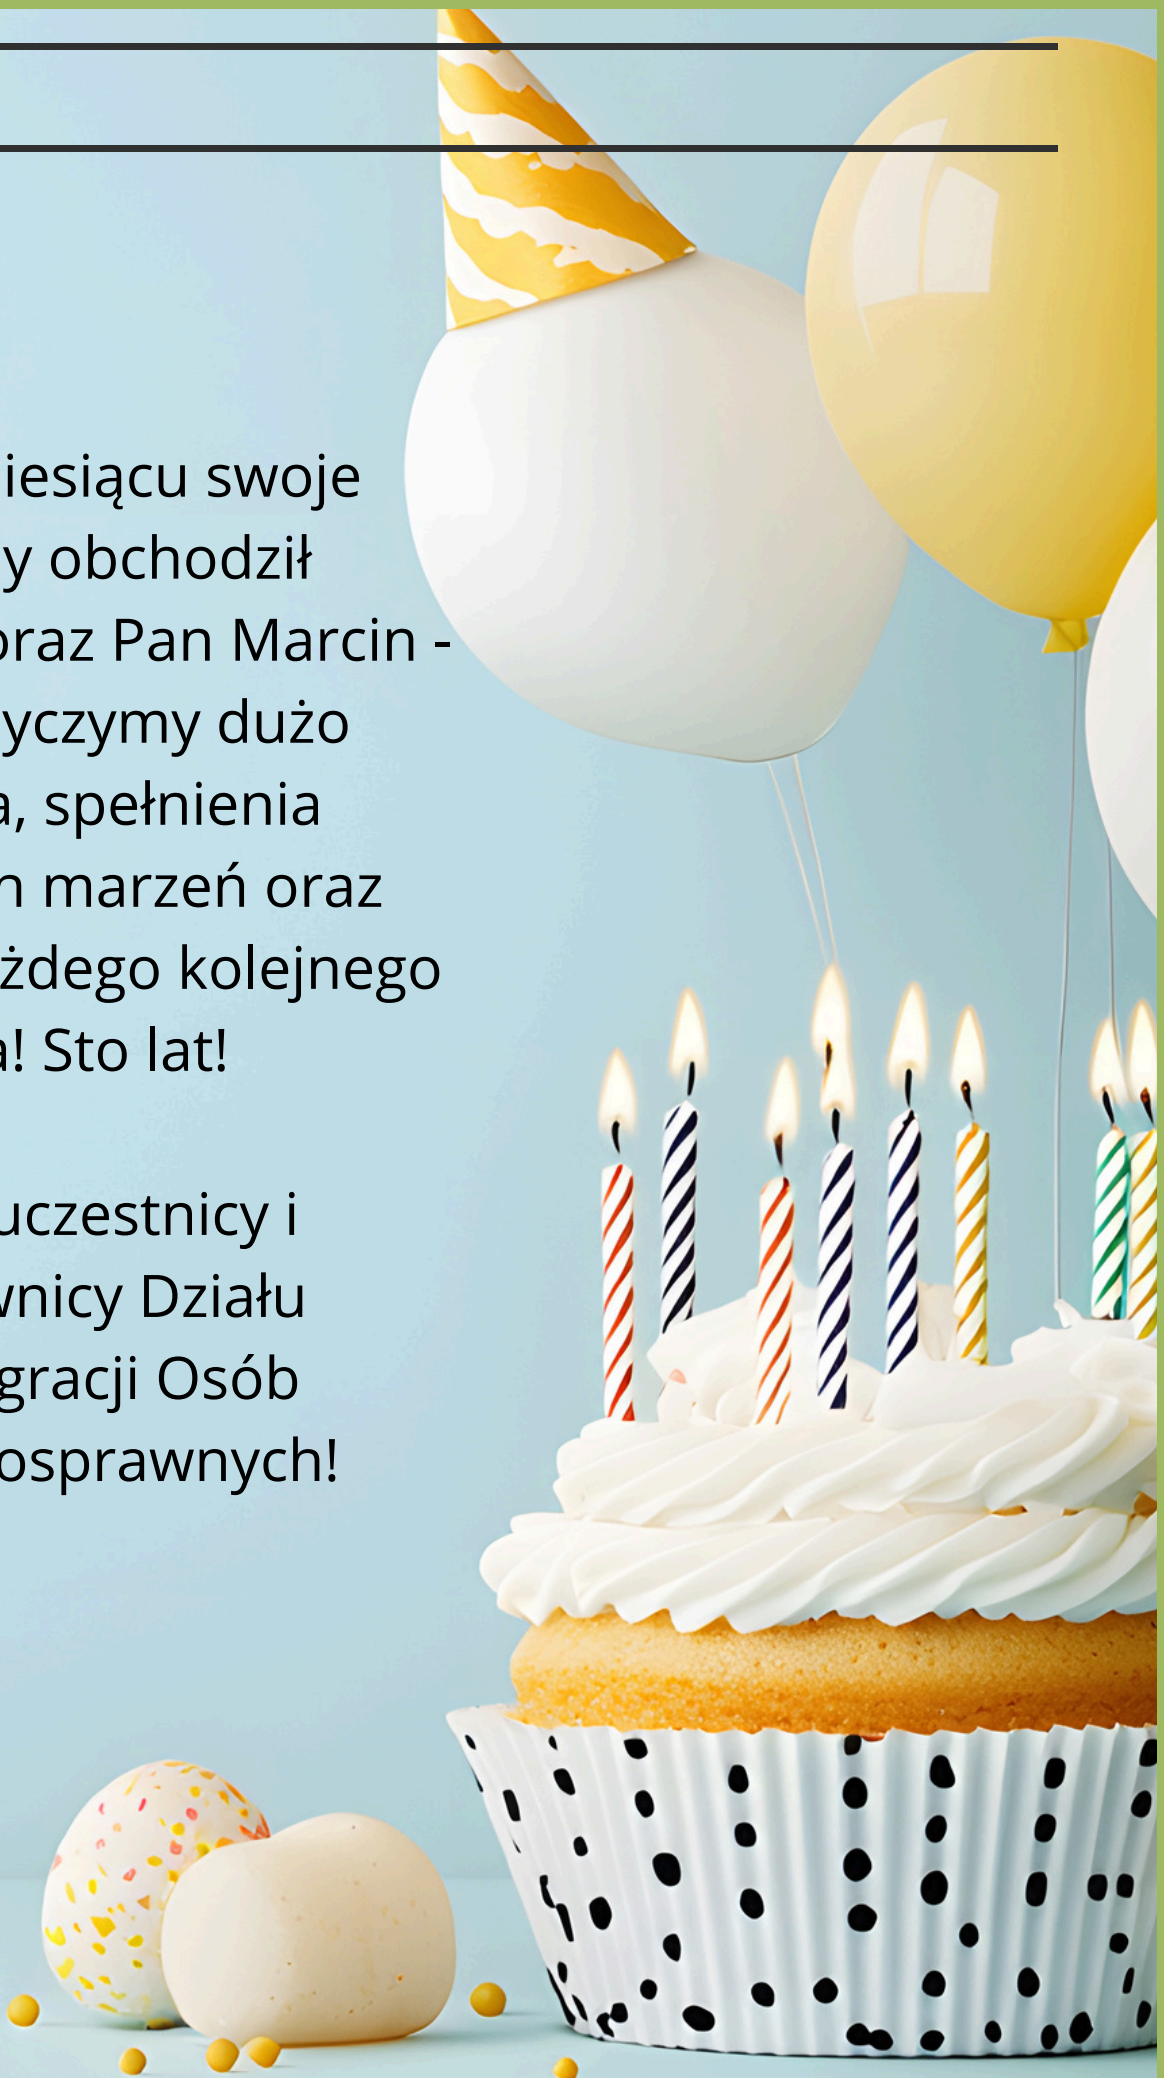 iesiącu swoje
y obchodził
oraz Pan Marcin -
yczymy dużo
a, spełnienia
h marzeń oraz
żdego kolejnego
a! Sto lat!
uczestnicy i
wnicy Działu
gracji Osób
osprawnych!